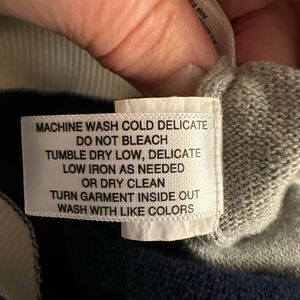 MACHINE WASH COLD DELICATE
DO NOT BLEACH
TUMBLE DRY LOW, DELICATE
LOW IRON AS NEEDED
OR DRY CLEAN
TURN GARMENT INSIDE OUT
WASH WITH LIKE COLORS